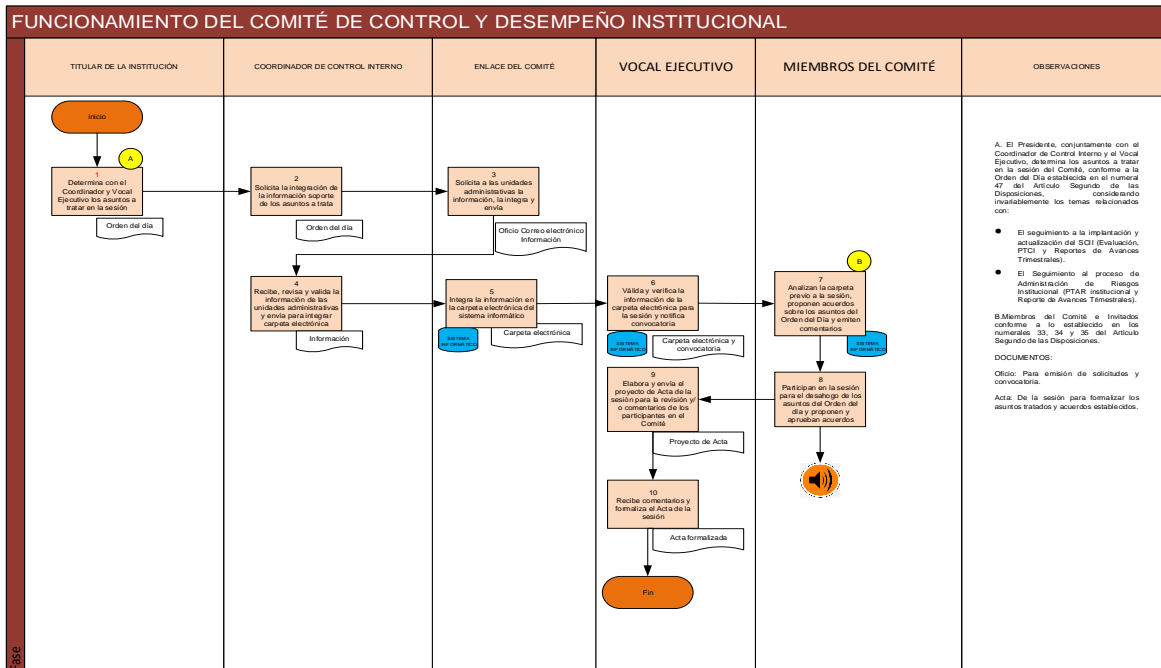 FUNCIONAMIENTO DEL COMITÉ DE CONTROL Y DESEMPEÑO INSTITUCIONAL
TITULAR DE LA INSTITUCIÓN
COORDINADOR DE CONTROL INTERNO
ENLACE DEL COMITÉ
VOCAL EJECUTIVO
MIEMBROS DEL COMITÉ
OBSERVACIONES
inicio
A
1
Determina con el
Coordinador y Vocal
Ejecutivo los asuntos a
tratar en la sesión
Orden del día
2
Solicita la integración de
la información soporte
de los asuntos a trata
Orden del día
3
Solicita a las unidades
administrativas la
información, la integra y
envía
Oficio Correo electrónico
Información
4
Recibe, revisa y valida la
información de las
unidades administrativas
y envía para integrar
carpeta electrónica
Información
5
Integra la información en
la carpeta electrónica del
sistema informático
SISTEMA
INFORMÁTICO
Carpeta electrónica
6
Válida y verifica la
información de la carpeta
electrónica para la
sesión y notifica
convocatoria
SISTEMA
INFORMÁTICO
Carpeta electrónica y
convocatoria
B
7
Analizan la carpeta
previo a la sesión,
proponen acuerdos
sobre los asuntos del
Orden del Día y emiten
comentarios
SISTEMA
INFORMÁTICO
8
Participan en la sesión
para el desahogo de los
asuntos del Orden del
día y proponen y
aprueban acuerdos
9
Elabora y envía el
proyecto de Acta de la
sesión para la revisión y/
o comentarios de los
participantes en el
Comité
Proyecto de Acta
10
Recibe comentarios y
formaliza el Acta de la
sesión
Acta formalizada
Fin
A. El Presidente, conjuntamente con el
Coordinador de Control Interno y el Vocal
Ejecutivo, determina los asuntos a tratar
en la sesión del Comité, conforme a la
Orden del Día establecida en el numeral
47 del Artículo Segundo de las
Disposiciones, considerando
invariablemente los temas relacionados
con:
● El seguimiento a la implantación y
actualización del SCII (Evaluación,
PTCI y Reportes de Avances
Trimestrales).
● El Seguimiento al proceso de
Administración de Riesgos
Institucional (PTAR institucional y
Reporte de Avances Trimestrales).
B.Miembros del Comité e Invitados
conforme a lo establecido en los
numerales 33, 34 y 35 del Artículo
Segundo de las Disposiciones.
DOCUMENTOS:
Oficio: Para emisión de solicitudes y
convocatoria.
Acta: De la sesión para formalizar los
asuntos tratados y acuerdos establecidos.
Fase